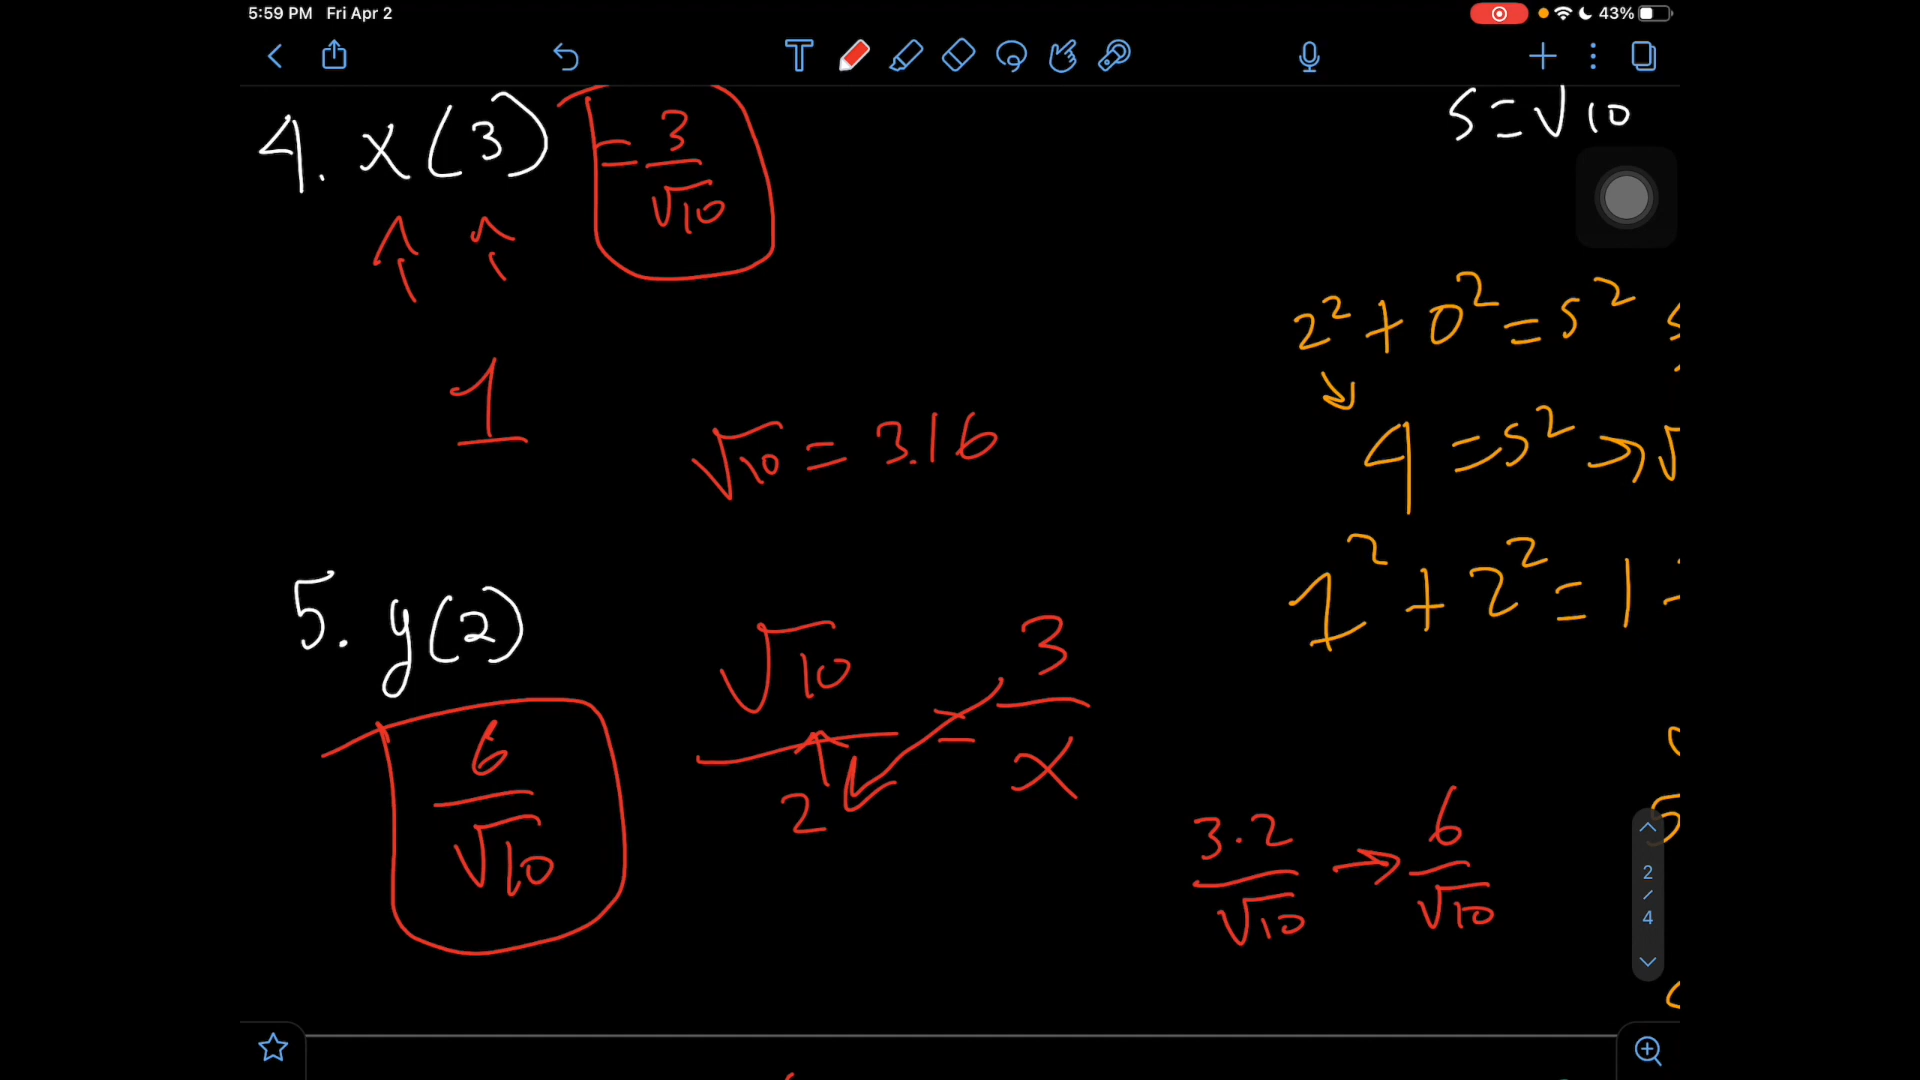 5:59 PM Fri Apr 2
43%
T
4. x(3) = 3/√10
s=√10
1
√10 = 3.16
2² + 0² = s²
4 = s² → √
1² + 2² = 1
5. y(2)
6/√10
√10/2 = 3/x
3·2/√10 → 6/√10
5
2/4